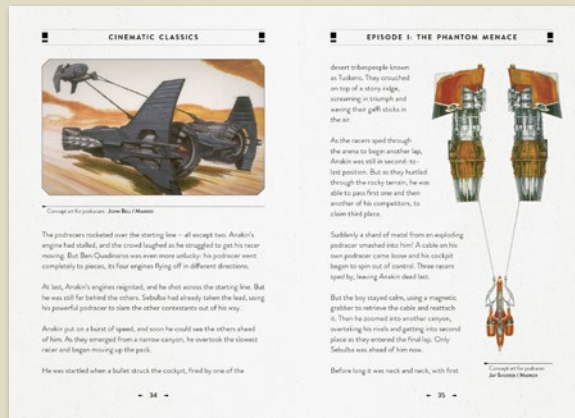 CINEMATIC CLASSICS
Concept art for podracers. JOHN BELL / MARKER
The podracers rocketed over the starting line – all except two. Anakin's
engine had stalled, and the crowd laughed as he struggled to get his racer
moving. But Ben Quadinaros was even more unlucky: his podracer went
completely to pieces, its four engines flying off in different directions.
At last, Anakin's engines reignited, and he shot across the starting line. But
he was still far behind the others. Sebulba had already taken the lead, using
his powerful podracer to slam the other contestants out of his way.
Anakin put on a burst of speed, and soon he could see the others ahead
of him. As they emerged from a narrow canyon, he overtook the slowest
racer and began moving up the pack.
He was startled when a bullet struck the cockpit, fired by one of the
34
EPISODE I: THE PHANTOM MENACE
desert tribespeople known
as Tuskens. They crouched
on top of a stony ridge,
screaming in triumph and
waving their gaffi sticks in
the air.
As the racers sped through
the arena to begin another lap,
Anakin was still in second-to-
last position. But as they hurtled
through the rocky terrain, he was
able to pass first one and then
another of his competitors, to
claim third place.
Suddenly a shard of metal from an exploding
podracer smashed into him! A cable on his
own podracer came loose and his cockpit
began to spin out of control. Three racers
sped by, leaving Anakin dead last.
But the boy stayed calm, using a magnetic
grabber to retrieve the cable and reattach
it. Then he zoomed into another canyon,
overtaking his rivals and getting into second
place as they entered the final lap. Only
Sebulba was ahead of him now.
Before long it was neck and neck, with first
Concept art for podracer.
JAY / MARKER
35